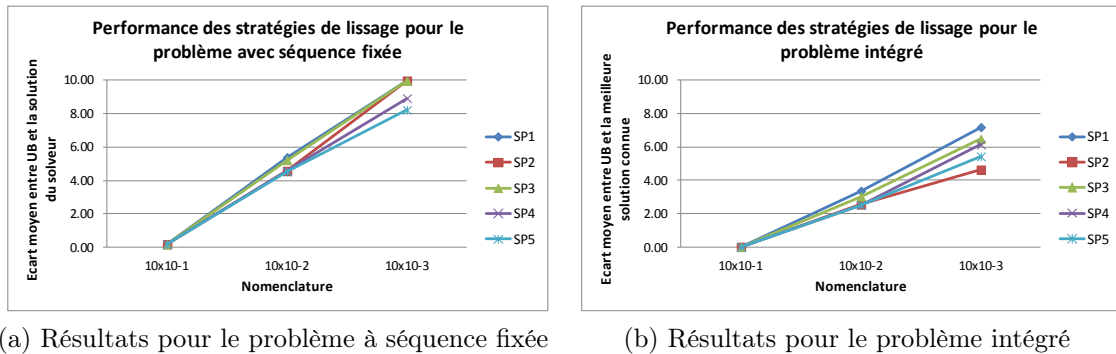 Performance des stratégies de lissage pour le
problème avec séquence fixée
Ecart moyen entre UB et la solution
du solveur
10.00
8.00
6.00
4.00
2.00
0.00
10x10-1
10x10-2
10x10-3
Nomenclature
SP1
SP2
SP3
SP4
SP5
(a) Résultats pour le problème à séquence fixée
Performance des stratégies de lissage pour le
problème intégré
Ecart moyen entre UB et la meilleure
solution connue
10.00
8.00
6.00
4.00
2.00
0.00
10x10-1
10x10-2
10x10-3
Nomenclature
SP1
SP2
SP3
SP4
SP5
(b) Résultats pour le problème intégré